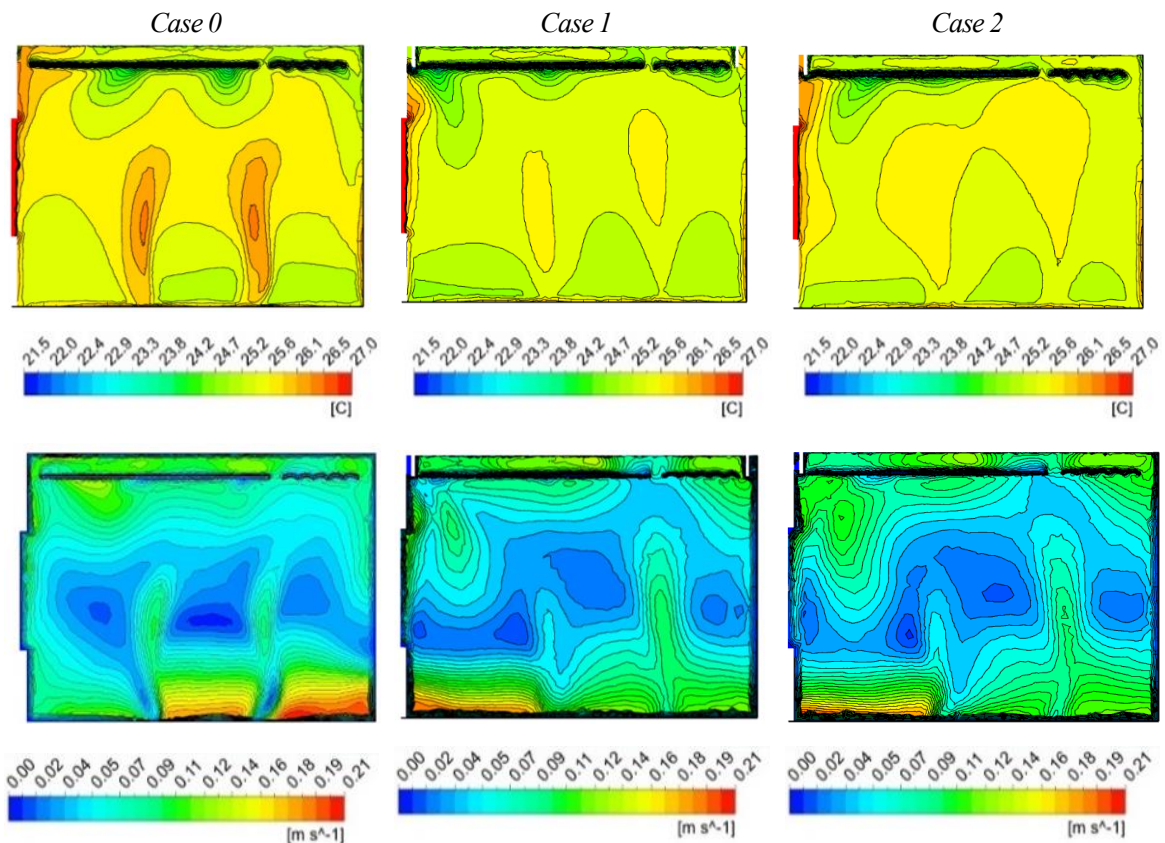 Case 0
Case 1
Case 2
21.5 22.0 22.4 22.9 23.3 23.8 24.2 24.7 25.2 25.6 26.1 26.5 27.0
[C]
21.5 22.0 22.4 22.9 23.3 23.8 24.2 24.7 25.2 25.6 26.1 26.5 27.0
[C]
21.5 22.0 22.4 22.9 23.3 23.8 24.2 24.7 25.2 25.6 26.1 26.5 27.0
[C]
0.00 0.02 0.04 0.05 0.07 0.09 0.11 0.12 0.14 0.16 0.18 0.19 0.21
[m s^-1]
0.00 0.02 0.04 0.05 0.07 0.09 0.11 0.12 0.14 0.16 0.18 0.19 0.21
[m s^-1]
0.00 0.02 0.04 0.05 0.07 0.09 0.11 0.12 0.14 0.16 0.18 0.19 0.21
[m s^-1]